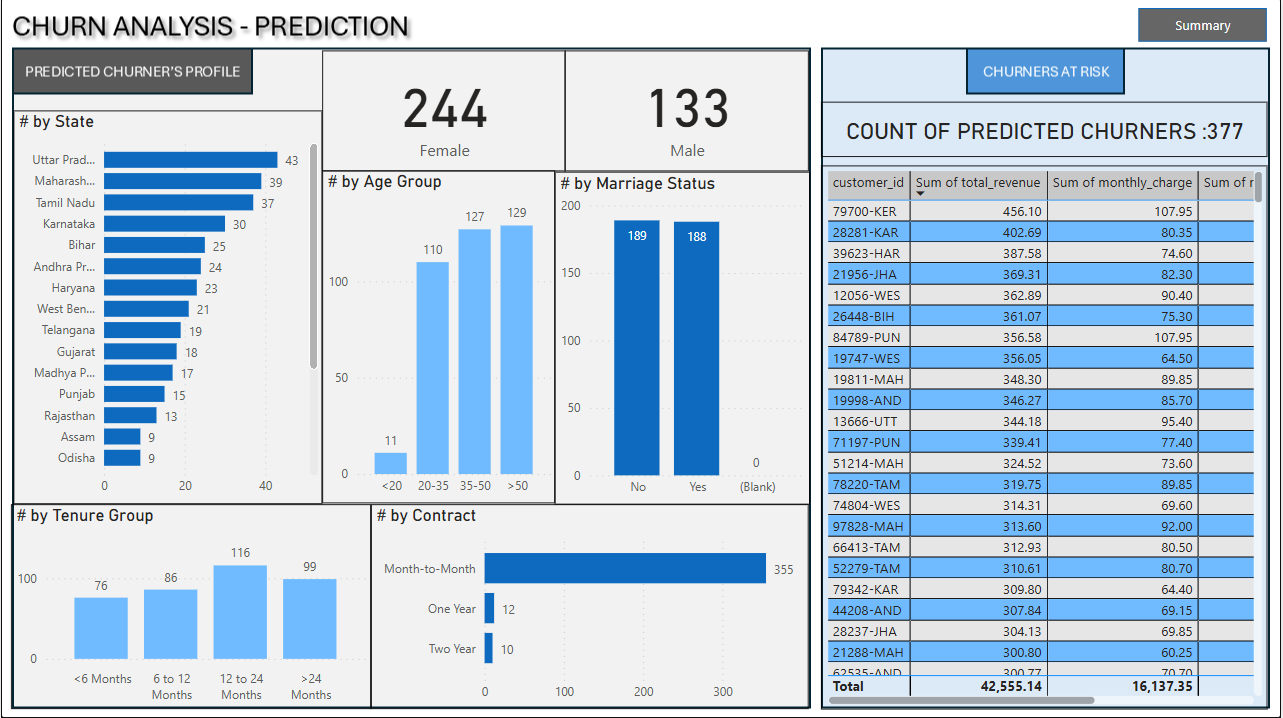 CHURN ANALYSIS - PREDICTION
Summary
PREDICTED CHURNER'S PROFILE
244
Female
133
Male
# by State
Uttar Prad... 43
Maharash... 39
Tamil Nadu 37
Karnataka 30
Bihar 25
Andhra Pr... 24
Haryana 23
West Ben... 21
Telangana 19
Gujarat 18
Madhya P... 17
Punjab 15
Rajasthan 13
Assam 9
Odisha 9
0 20 40
# by Age Group
100
50
0
11 110 127 129
<20 20-35 35-50 >50
# by Marriage Status
200
150
100
50
0
189 188 0
No Yes (Blank)
# by Tenure Group
100
0
76 86 116 99
<6 Months 6 to 12 Months 12 to 24 Months >24 Months
# by Contract
Month-to-Month 355
One Year 12
Two Year 10
0 100 200 300
CHURNERS AT RISK
COUNT OF PREDICTED CHURNERS :377
customer_id Sum of total_revenue Sum of monthly_charge Sum of r
79700-KER 456.10 107.95
28281-KAR 402.69 80.35
39623-HAR 387.58 74.60
21956-JHA 369.31 82.30
12056-WES 362.89 90.40
26448-BIH 361.07 75.30
84789-PUN 356.58 107.95
19747-WES 356.05 64.50
19811-MAH 348.30 89.85
19998-AND 346.27 85.70
13666-UTT 344.18 95.40
71197-PUN 339.41 77.40
51214-MAH 324.52 73.60
78220-TAM 319.75 89.85
74804-WES 314.31 69.60
97828-MAH 313.60 92.00
66413-TAM 312.93 80.50
52279-TAM 310.61 80.70
79342-KAR 309.80 64.40
44208-AND 307.84 69.15
28237-JHA 304.13 69.85
21288-MAH 300.80 60.25
62535-AND 300.77 70.70
Total 42,555.14 16,137.35